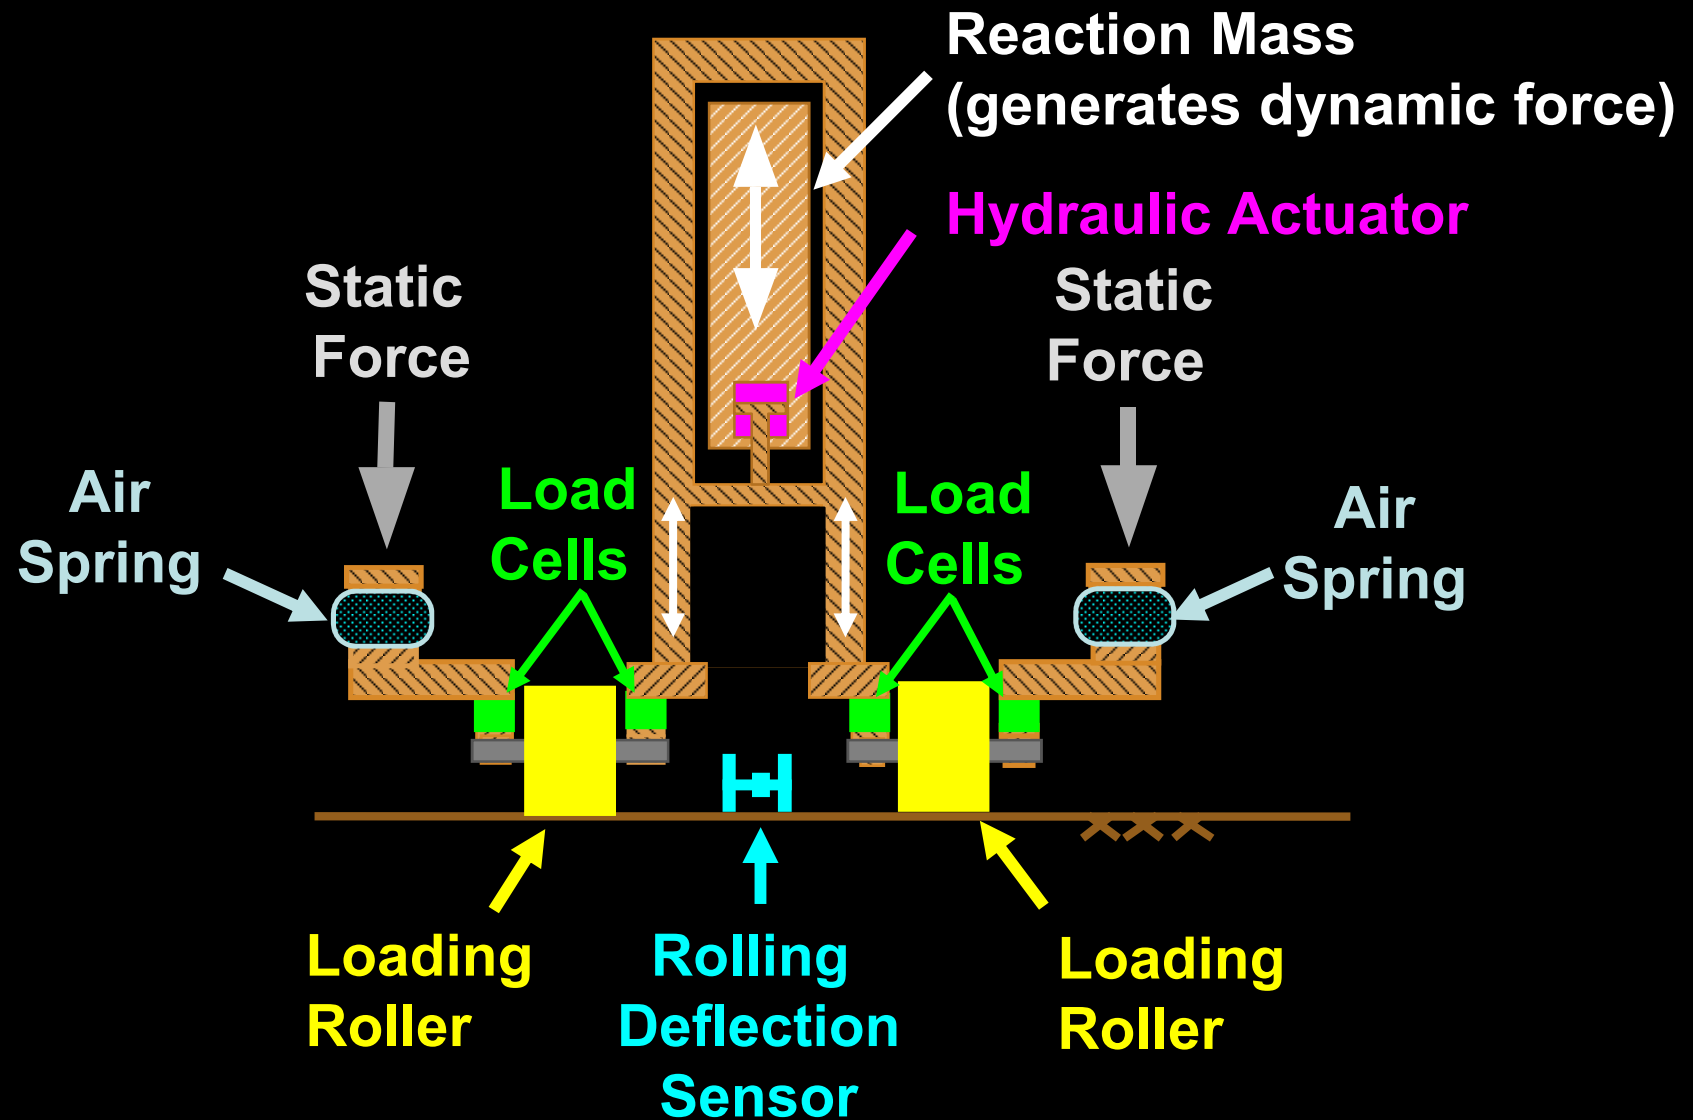 Reaction Mass
(generates dynamic force)
Hydraulic Actuator
Static
Force
Static
Force
Air
Spring
Load
Cells
Load
Cells
Air
Spring
Loading
Roller
Rolling
Deflection
Sensor
Loading
Roller